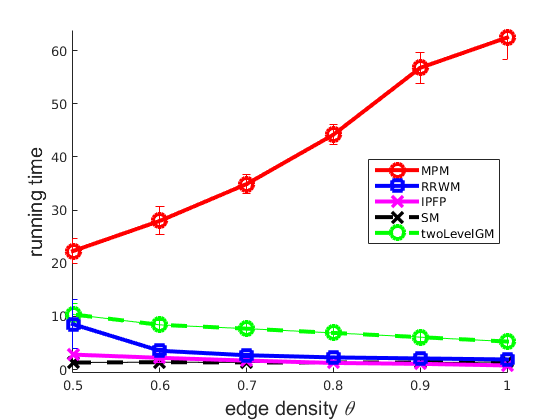 60
50
40
30
20
10
0
running time
MPM
RRWM
IPFP
SM
twoLevelGM
0.5 0.6 0.7 0.8 0.9 1
edge density θ